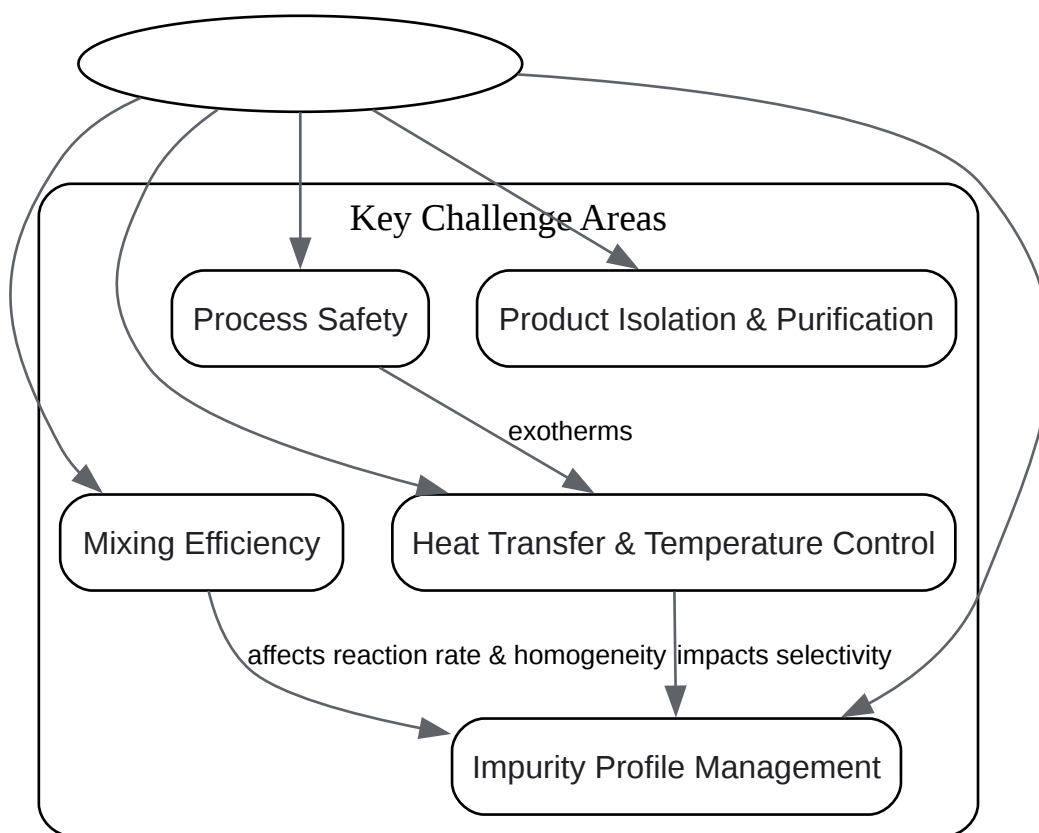 Key Challenge Areas
Process Safety
Product Isolation & Purification
exotherms
Mixing Efficiency
Heat Transfer & Temperature Control
affects reaction rate & homogeneity
impacts selectivity
Impurity Profile Management